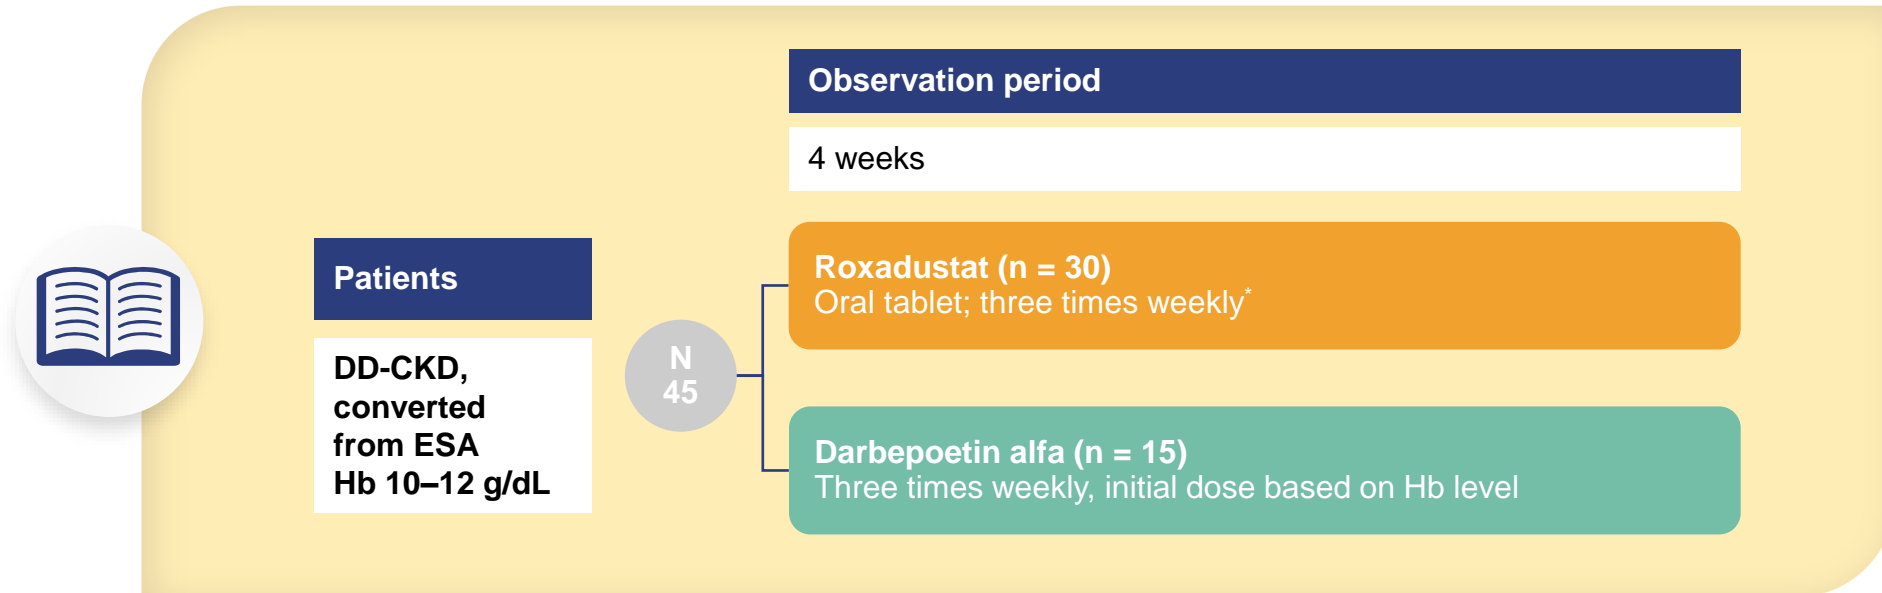 Observation period
4 weeks
Patients
DD-CKD,
converted
from ESA
Hb 10–12 g/dL
N
45
Roxadustat (n = 30)
Oral tablet; three times weekly*
Darbepoetin alfa (n = 15)
Three times weekly, initial dose based on Hb level